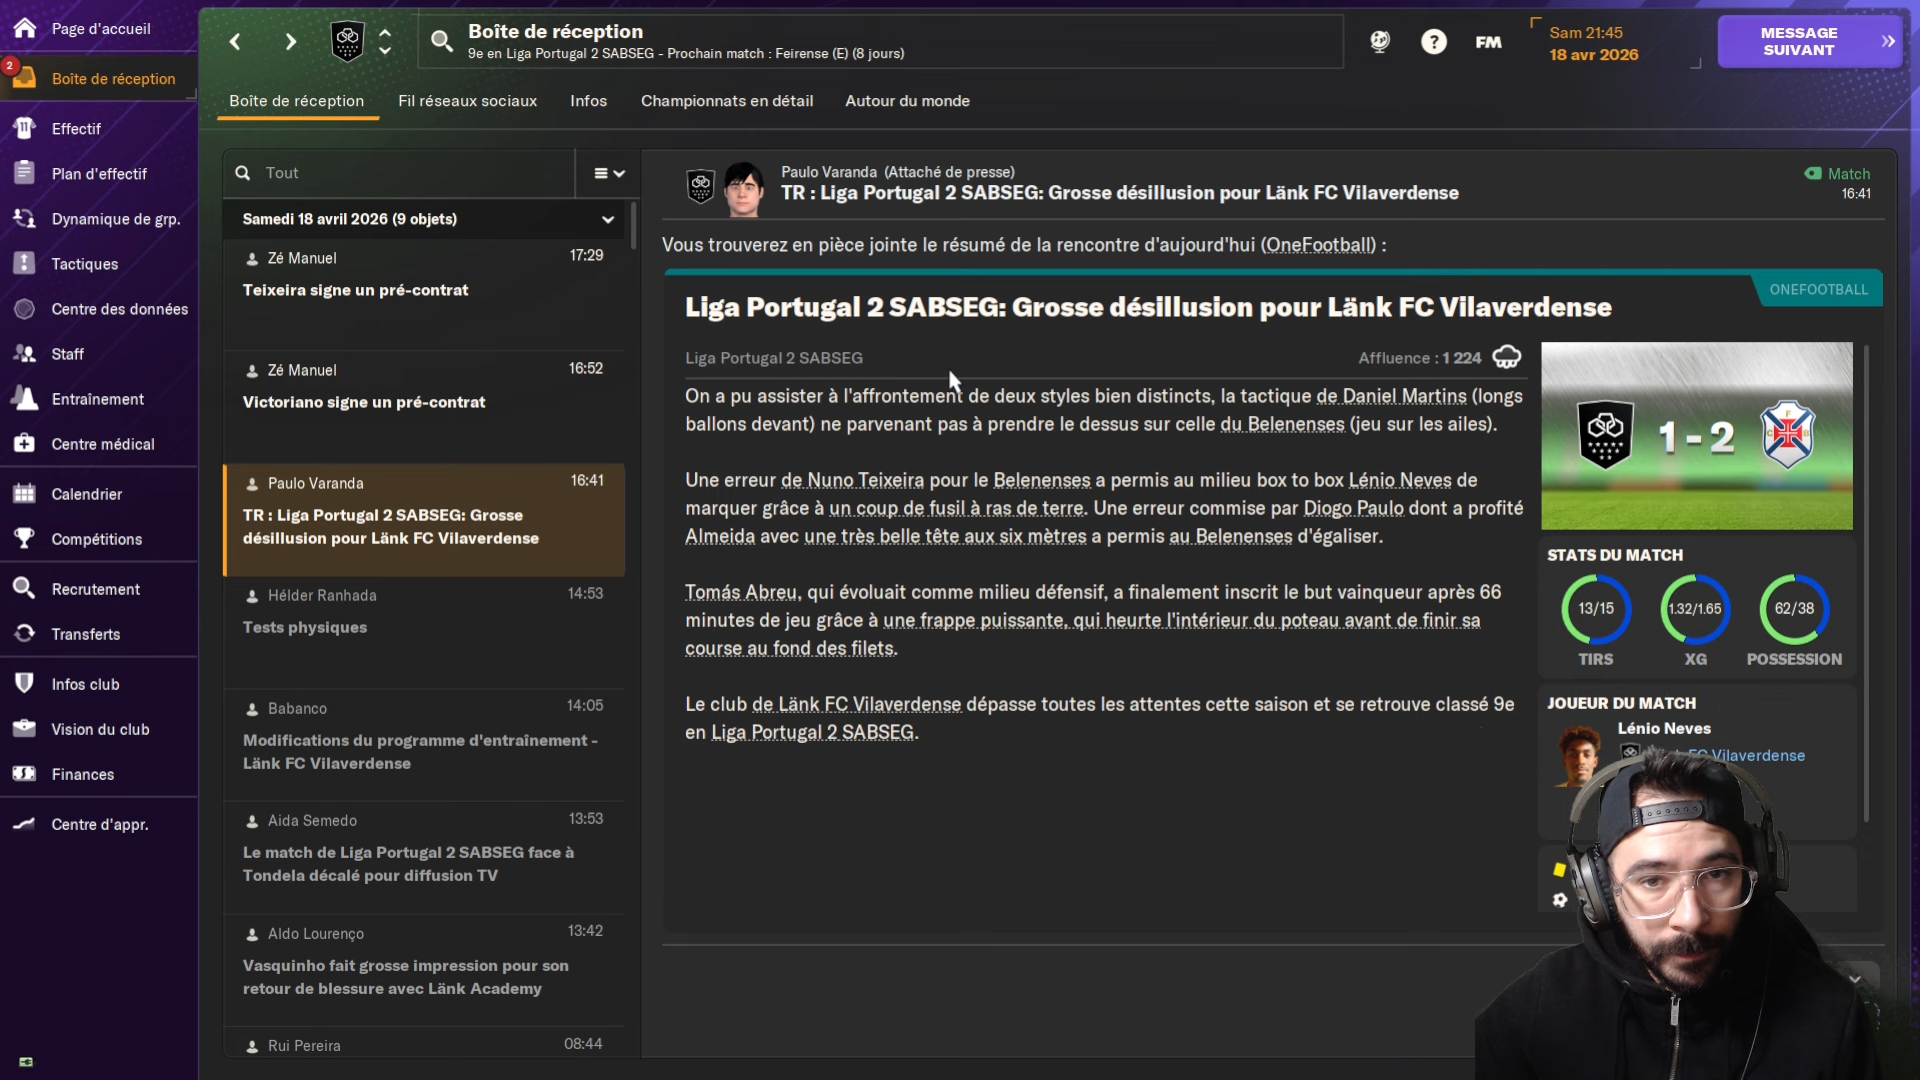 Page d'accueil
2
Boîte de réception
Effectif
11
Plan d'effectif
Dynamique de grp.
Tactiques
Centre des données
Staff
Entraînement
Centre médical
Calendrier
Compétitions
Recrutement
Transferts
Infos club
Vision du club
Finances
Centre d'appr.
Boîte de réception
9e en Liga Portugal 2 SABSEG - Prochain match : Feirense (E) (8 jours)
?
FM
Sam 21:45
18 avr 2026
MESSAGE
SUIVANT
Boîte de réception
Fil réseaux sociaux
Infos
Championnats en détail
Autour du monde
Tout
Samedi 18 avril 2026 (9 objets)
Zé Manuel
17:29
Teixeira signe un pré-contrat
Zé Manuel
16:52
Victoriano signe un pré-contrat
Paulo Varanda
16:41
TR : Liga Portugal 2 SABSEG: Grosse
désillusion pour Länk FC Vilaverdense
Hélder Ranhada
14:53
Tests physiques
Babanco
14:05
Modifications du programme d'entraînement -
Länk FC Vilaverdense
Aida Semedo
13:53
Le match de Liga Portugal 2 SABSEG face à
Tondela décalé pour diffusion TV
Aldo Lourenço
13:42
Vasquinho fait grosse impression pour son
retour de blessure avec Länk Academy
Rui Pereira
08:44
Paulo Varanda (Attaché de presse)
TR : Liga Portugal 2 SABSEG: Grosse désillusion pour Länk FC Vilaverdense
Match
16:41
Vous trouverez en pièce jointe le résumé de la rencontre d'aujourd'hui (OneFootball) :
ONEFOOTBALL
Liga Portugal 2 SABSEG: Grosse désillusion pour Länk FC Vilaverdense
Liga Portugal 2 SABSEG
Affluence : 1 224
On a pu assister à l'affrontement de deux styles bien distincts, la tactique de Daniel Martins (longs
ballons devant) ne parvenant pas à prendre le dessus sur celle du Belenenses (jeu sur les ailes).
Une erreur de Nuno Teixeira pour le Belenenses a permis au milieu box to box Lénio Neves de
marquer grâce à un coup de fusil à ras de terre. Une erreur commise par Diogo Paulo dont a profité
Almeida avec une très belle tête aux six mètres a permis au Belenenses d'égaliser.
Tomás Abreu, qui évoluait comme milieu défensif, a finalement inscrit le but vainqueur après 66
minutes de jeu grâce à une frappe puissante, qui heurte l'intérieur du poteau avant de finir sa
course au fond des filets.
Le club de Länk FC Vilaverdense dépasse toutes les attentes cette saison et se retrouve classé 9e
en Liga Portugal 2 SABSEG.
1 - 2
STATS DU MATCH
13/15
1.32/1.65
62/38
TIRS
XG
POSSESSION
JOUEUR DU MATCH
Lénio Neves
FC Vilaverdense